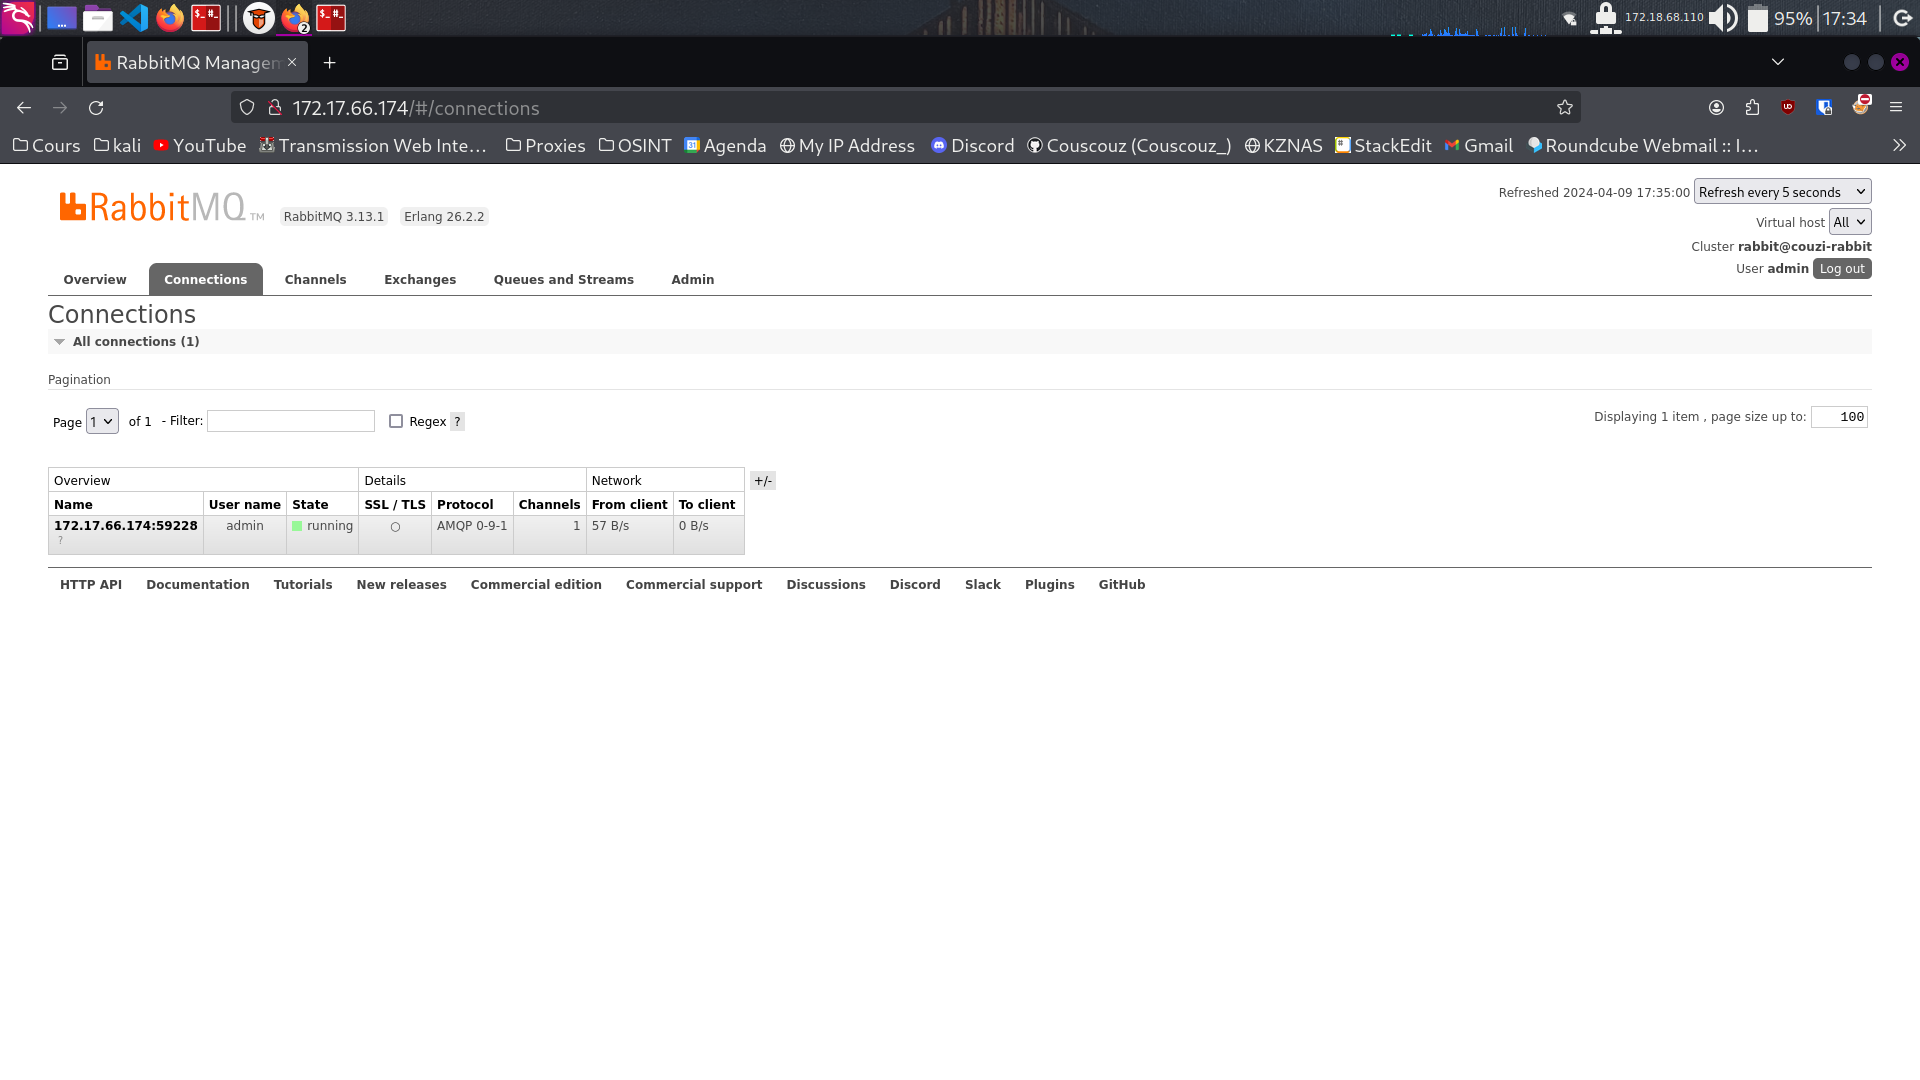 172.18.68.110 95% 17:34
RabbitMQ Managem
172.17.66.174/#/connections
Cours kali YouTube Transmission Web Inte… Proxies OSINT Agenda My IP Address Discord Couscouz (Couscouz_) KZNAS StackEdit Gmail Roundcube Webmail :: I…
RabbitMQ TM RabbitMQ 3.13.1 Erlang 26.2.2
Refreshed 2024-04-09 17:35:00 Refresh every 5 seconds
Virtual host All
Cluster rabbit@couzi-rabbit
User admin Log out
Overview Connections Channels Exchanges Queues and Streams Admin
Connections
All connections (1)
Pagination
Page 1 of 1 - Filter: Regex ? Displaying 1 item , page size up to: 100
Overview Details Network +/-
Name User name State SSL / TLS Protocol Channels From client To client
172.17.66.174:59228 admin running ○ AMQP 0-9-1 1 57 B/s 0 B/s
?
HTTP API Documentation Tutorials New releases Commercial edition Commercial support Discussions Discord Slack Plugins GitHub